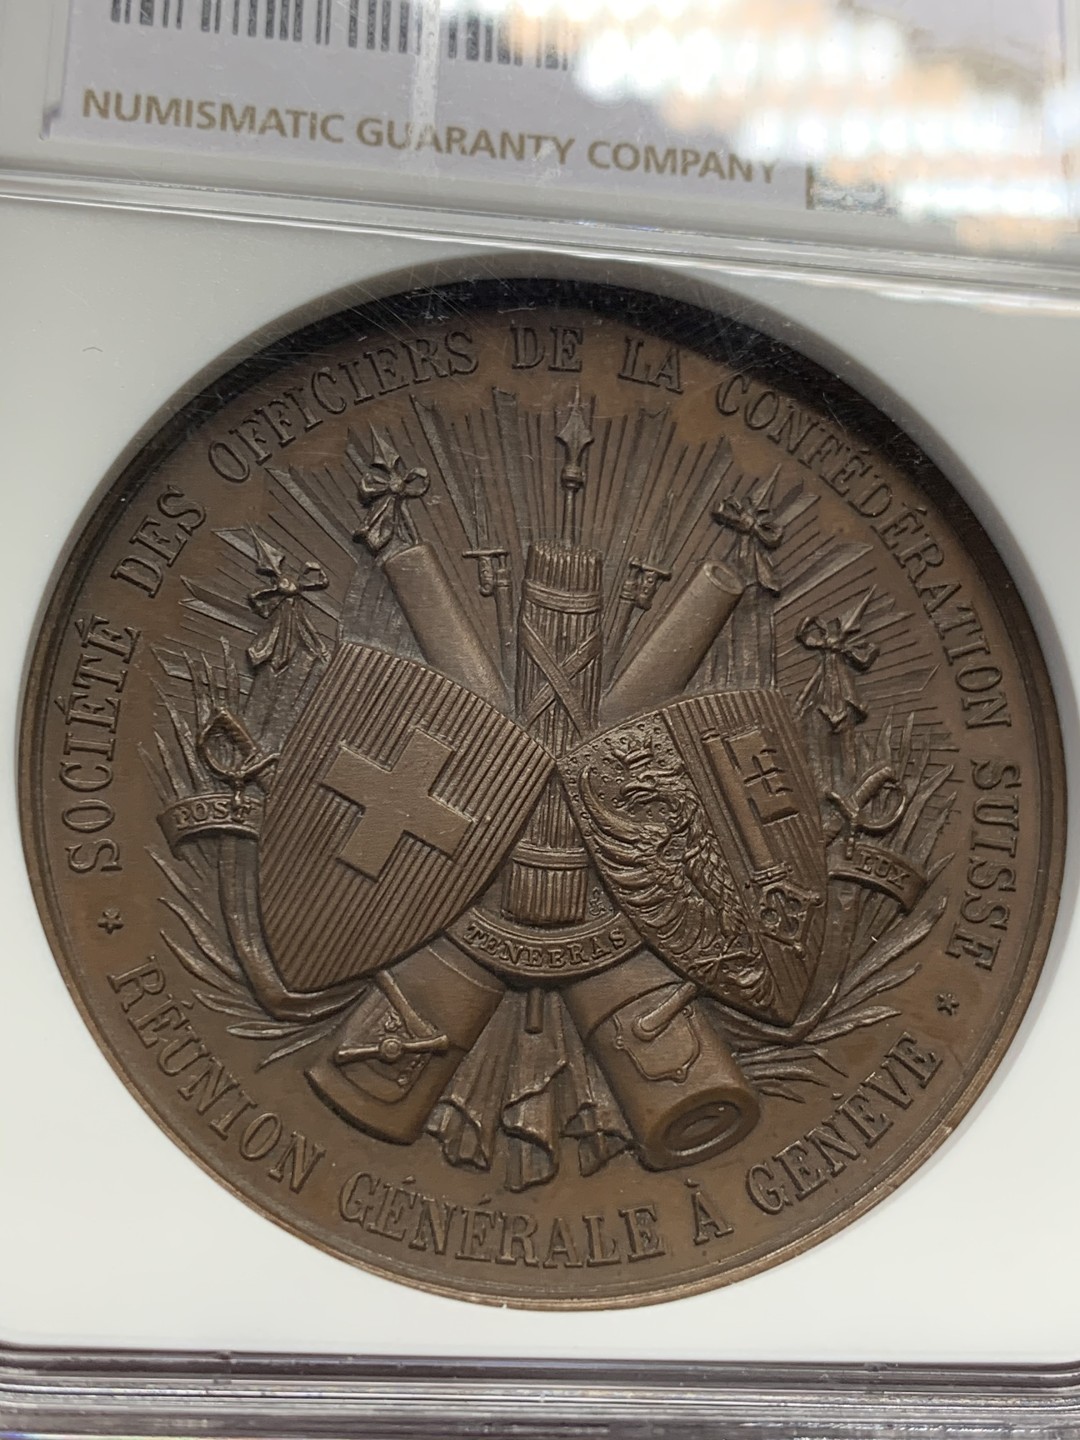 NUMISMATIC GUARANTY COMPANY
SOCIÉTÉ DES OFFICIERS DE LA CONFÉDÉRATION SUISSE
POST
TENEBRAS
LUX
* RÉUNION GÉNÉRALE À GENÈVE *